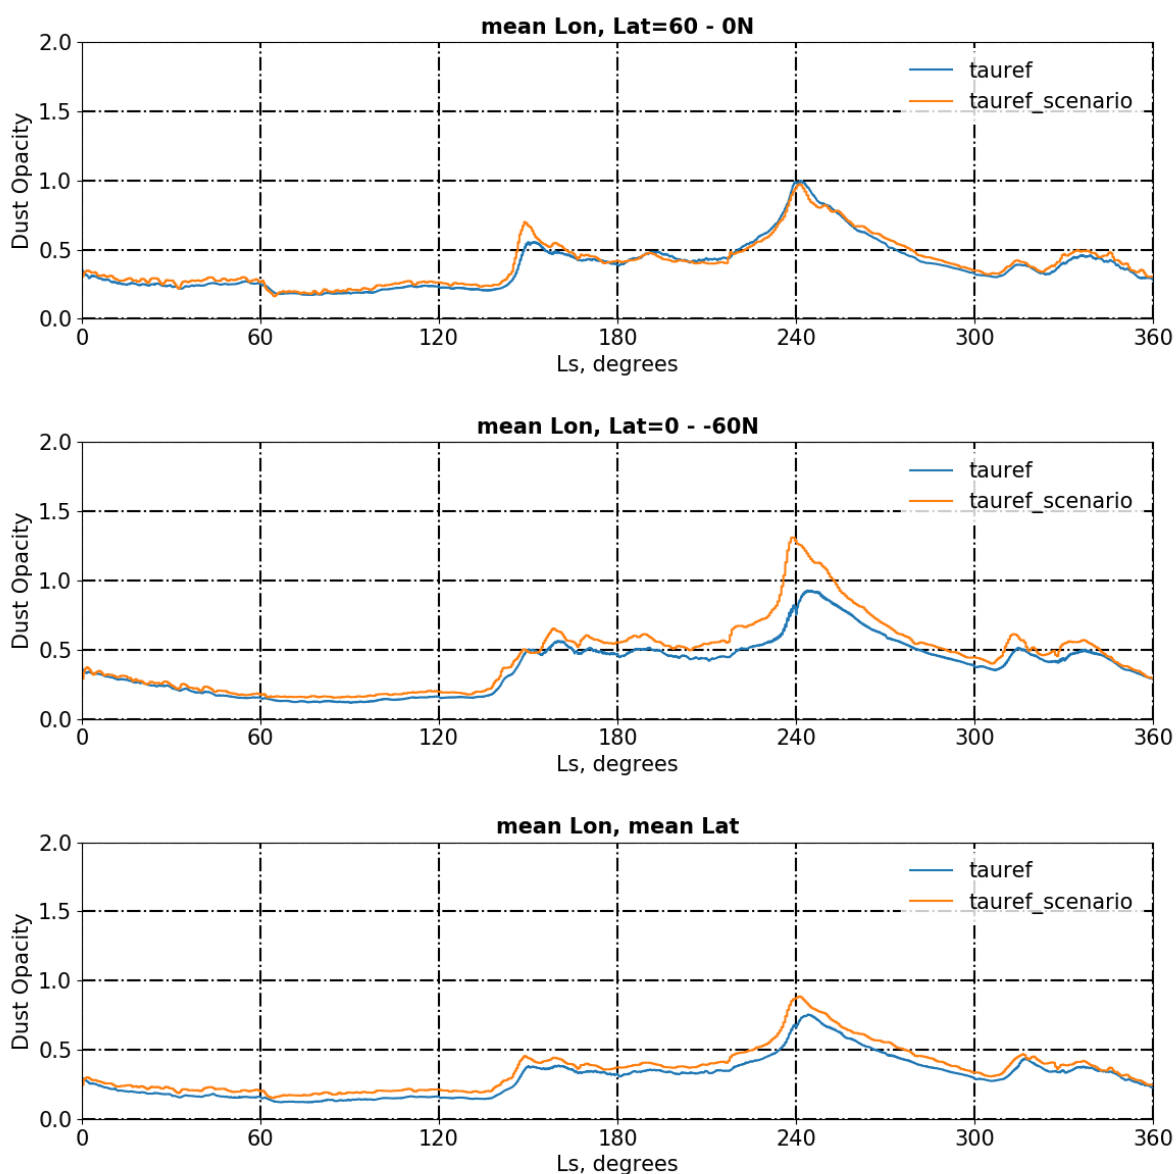 mean Lon, Lat=60 - 0N
2.0
1.5
1.0
0.5
0.0
Dust Opacity
tauref
tauref_scenario
0 60 120 180 240 300 360
Ls, degrees
mean Lon, Lat=0 - -60N
2.0
1.5
1.0
0.5
0.0
Dust Opacity
tauref
tauref_scenario
0 60 120 180 240 300 360
Ls, degrees
mean Lon, mean Lat
2.0
1.5
1.0
0.5
0.0
Dust Opacity
tauref
tauref_scenario
0 60 120 180 240 300 360
Ls, degrees